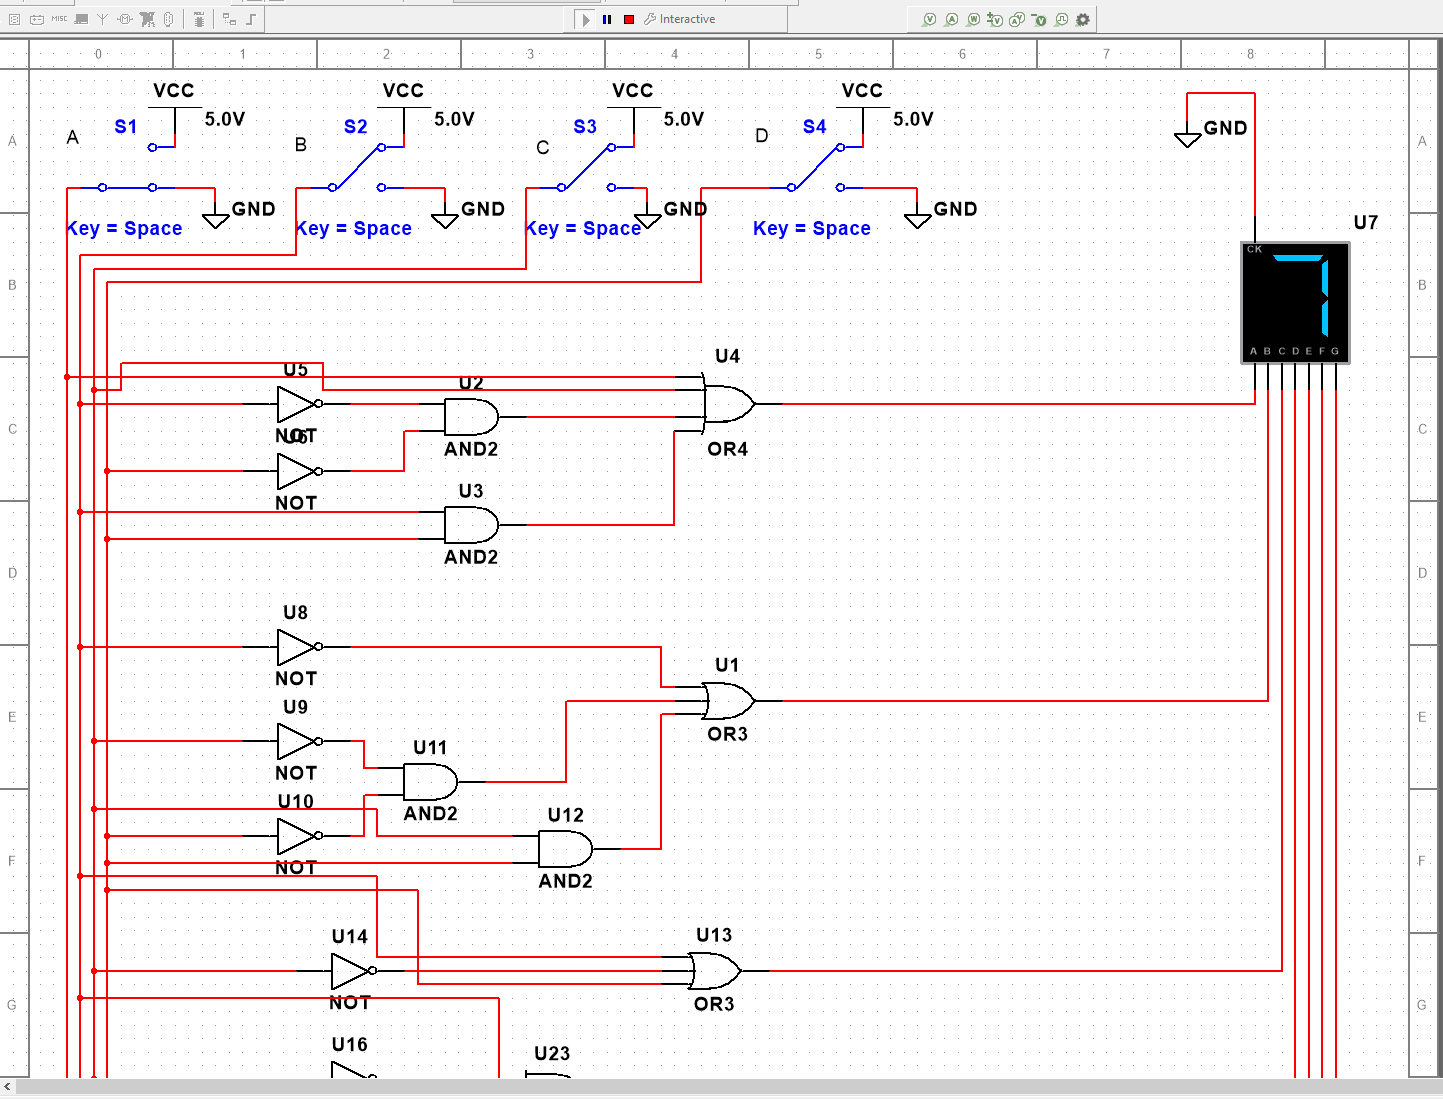 MISC
Interactive
V A W V A V
0 1 2 3 4 5 6 7 8
VCC VCC VCC VCC
A A S1 5.0V B S2 5.0V C S3 5.0V D S4 5.0V GND A
GND GND GND GND
Key = Space Key = Space Key = Space Key = Space
U7
CK
B B
A B C D E F G
U4
U5
U2
C C
NOT U6
AND2 OR4
U3
NOT
AND2
D D
U8
U1
NOT
U9
E E
OR3
U11
NOT
U10
AND2 U12
F F
NOT
AND2
U14 U13
NOT OR3
G G
U16 U23